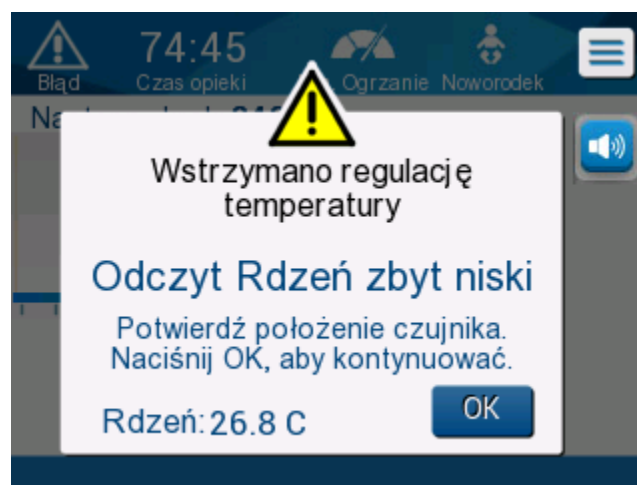 74:45
Błąd
Czas opieki
Ogrzanie
Noworodek
Wstrzymano regulację
temperatury
Odczyt Rdzeń zbyt niski
Potwierdź położenie czujnika.
Naciśnij OK, aby kontynuować.
Rdzeń: 26.8 C
OK